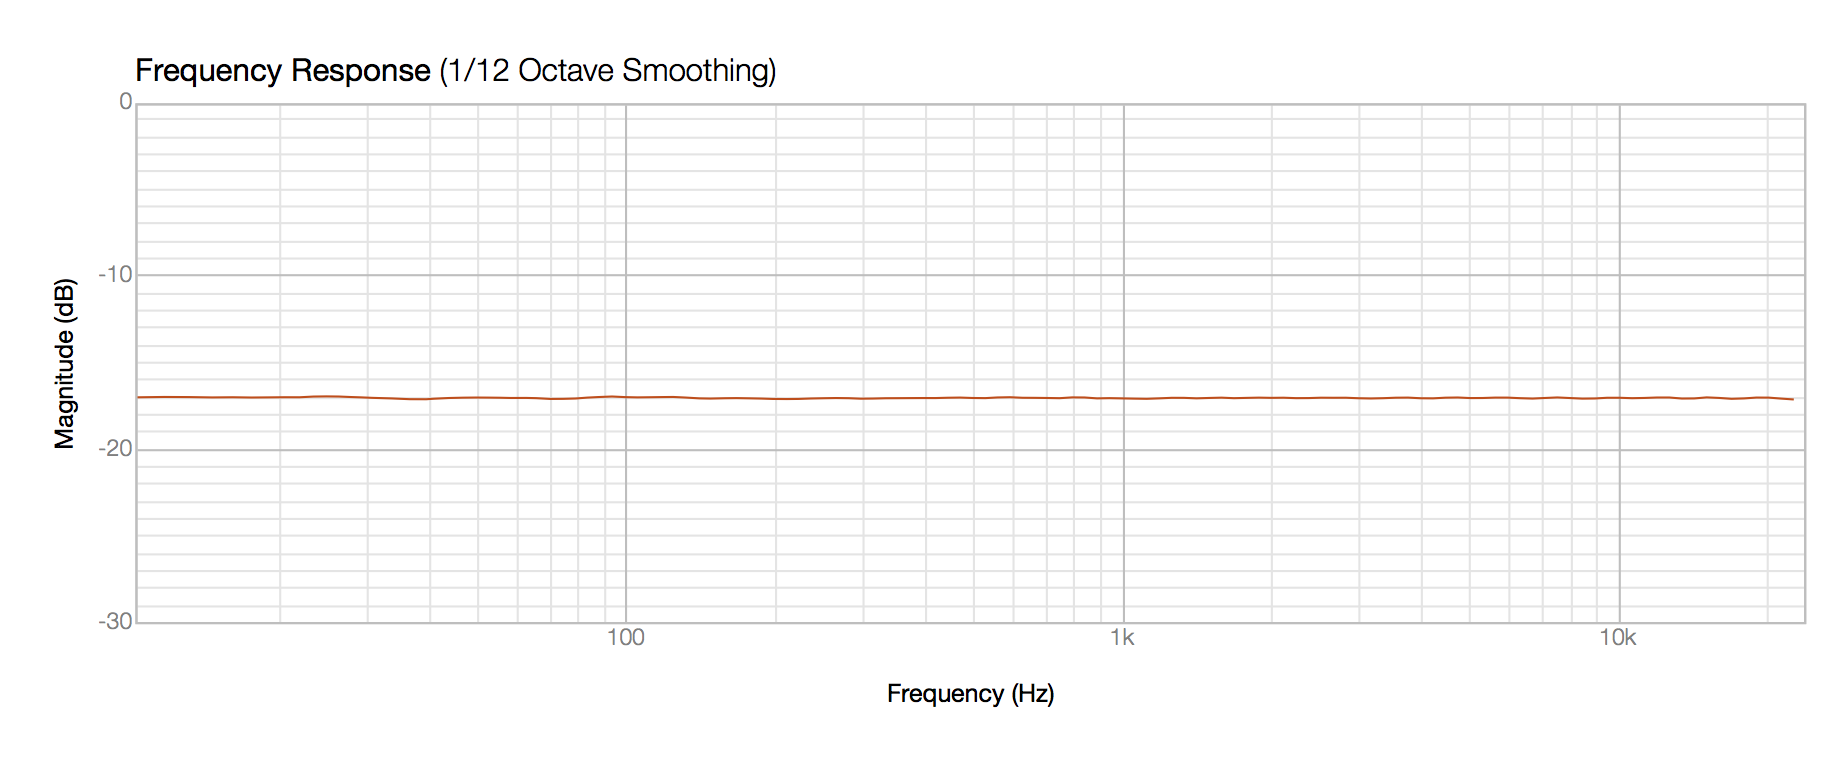 Frequency Response (1/12 Octave Smoothing)
0
-10
-20
-30
Magnitude (dB)
100 1k 10k
Frequency (Hz)